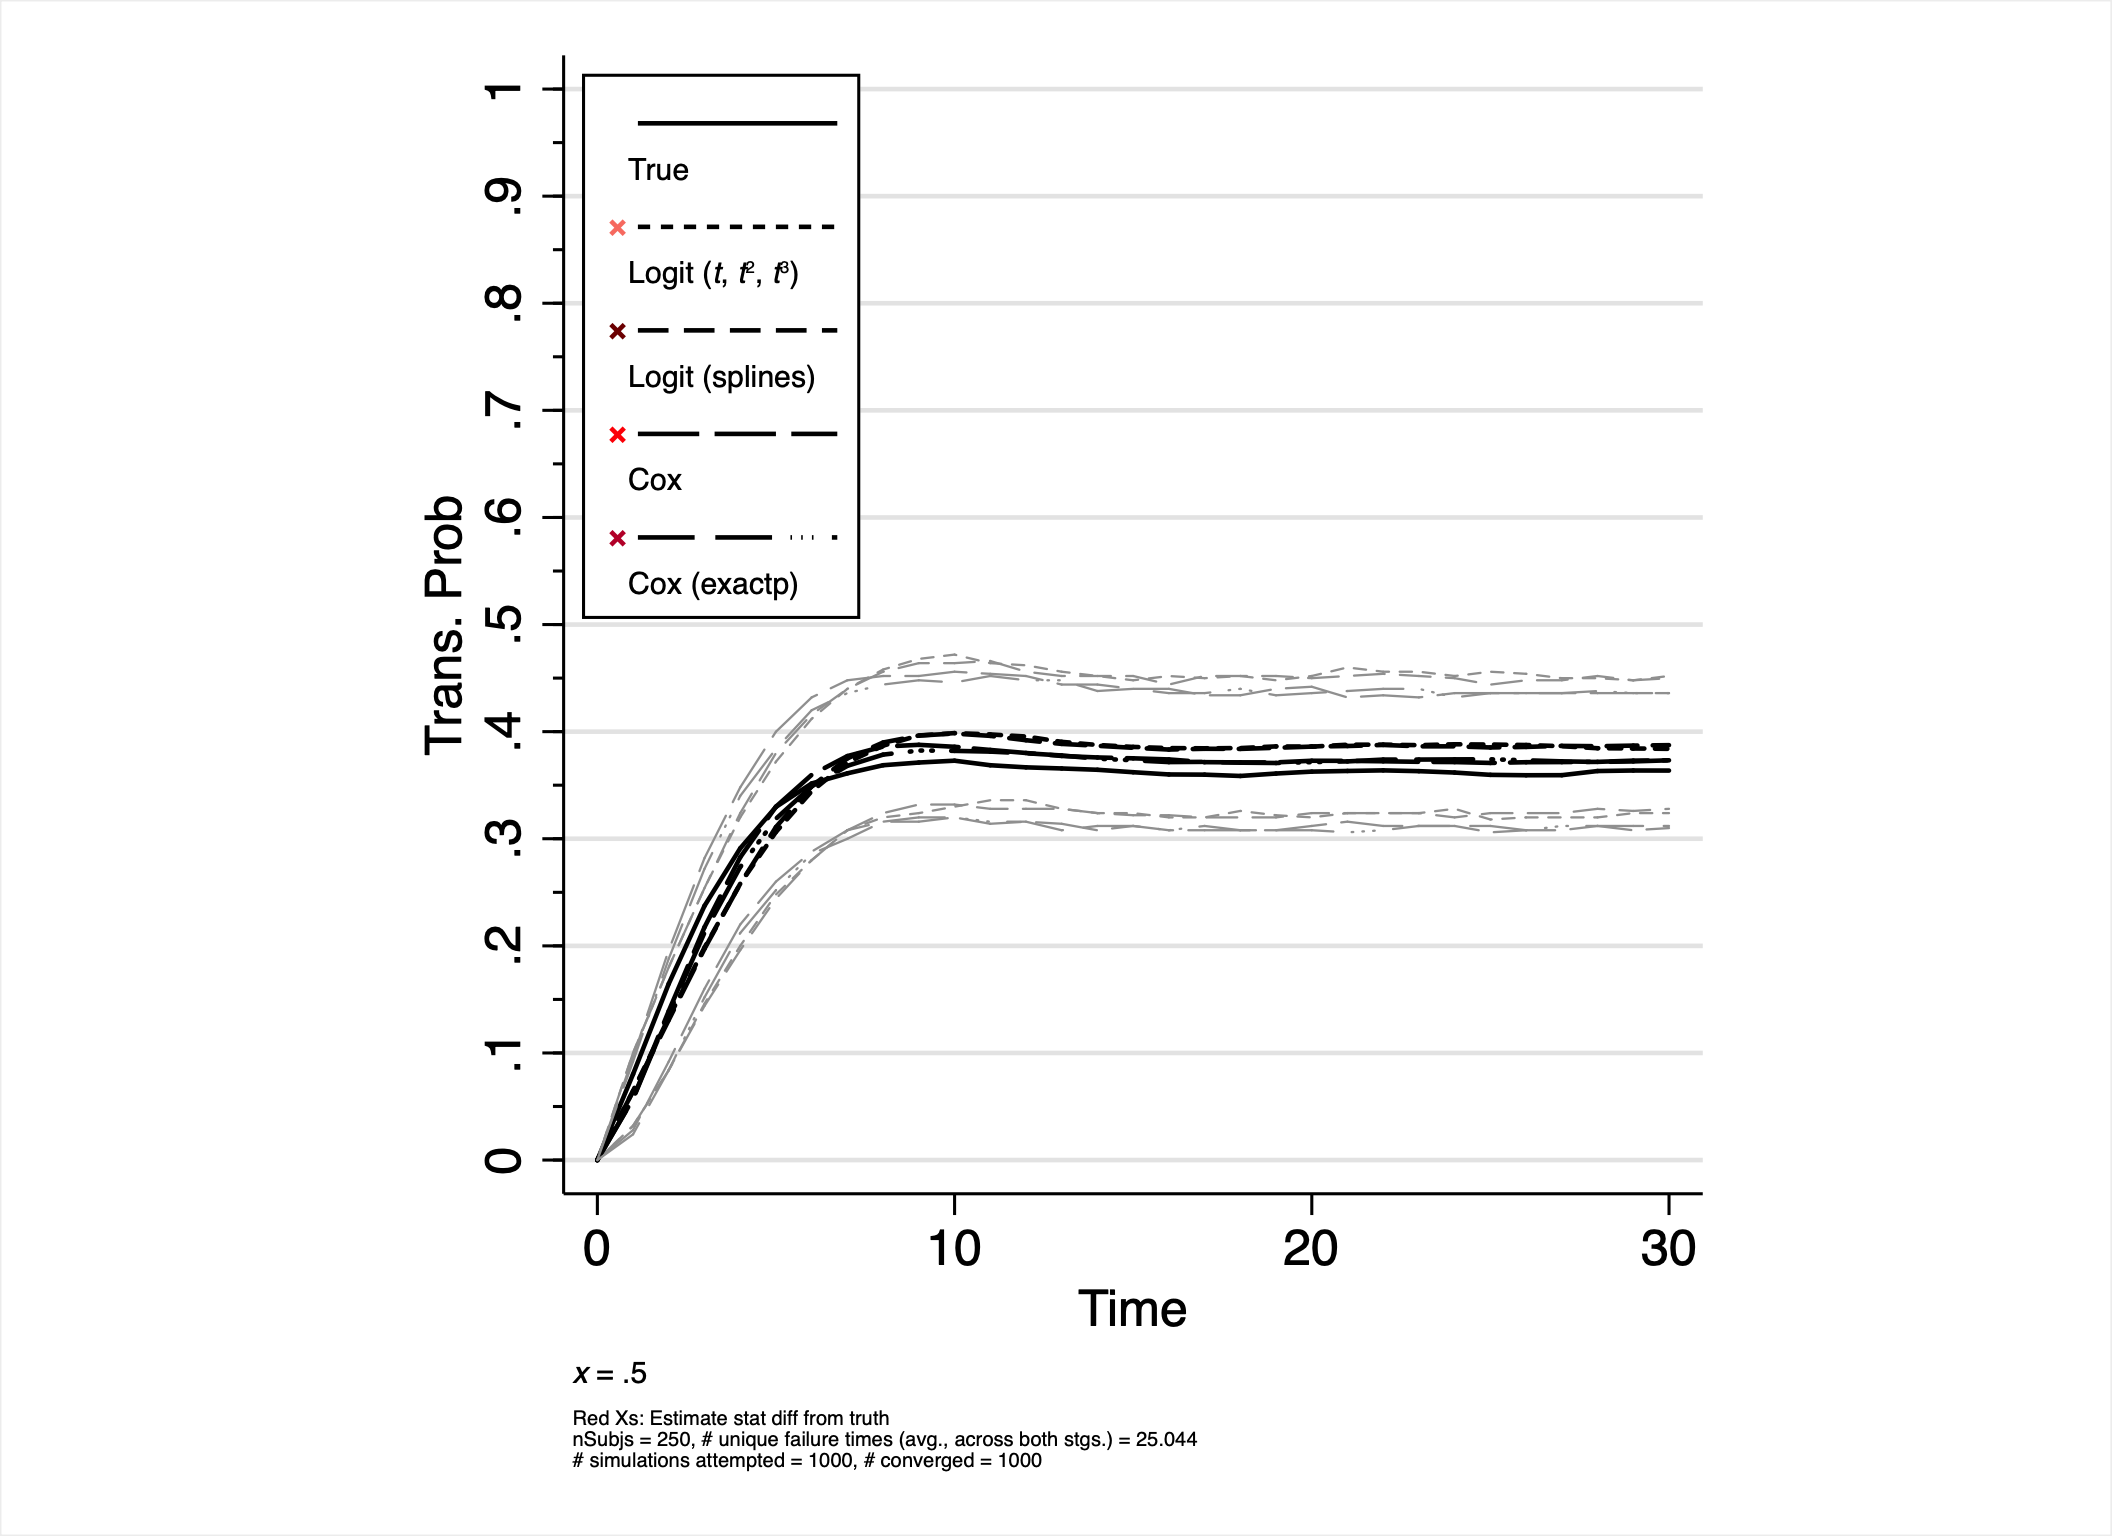 1
.9
.8
.7
.6
.5
.4
.3
.2
.1
0
Trans. Prob
True
Logit (t, t², t³)
Logit (splines)
Cox
Cox (exactp)
0 10 20 30
Time
x = .5
Red Xs: Estimate stat diff from truth
nSubjs = 250, # unique failure times (avg., across both stgs.) = 25.044
# simulations attempted = 1000, # converged = 1000